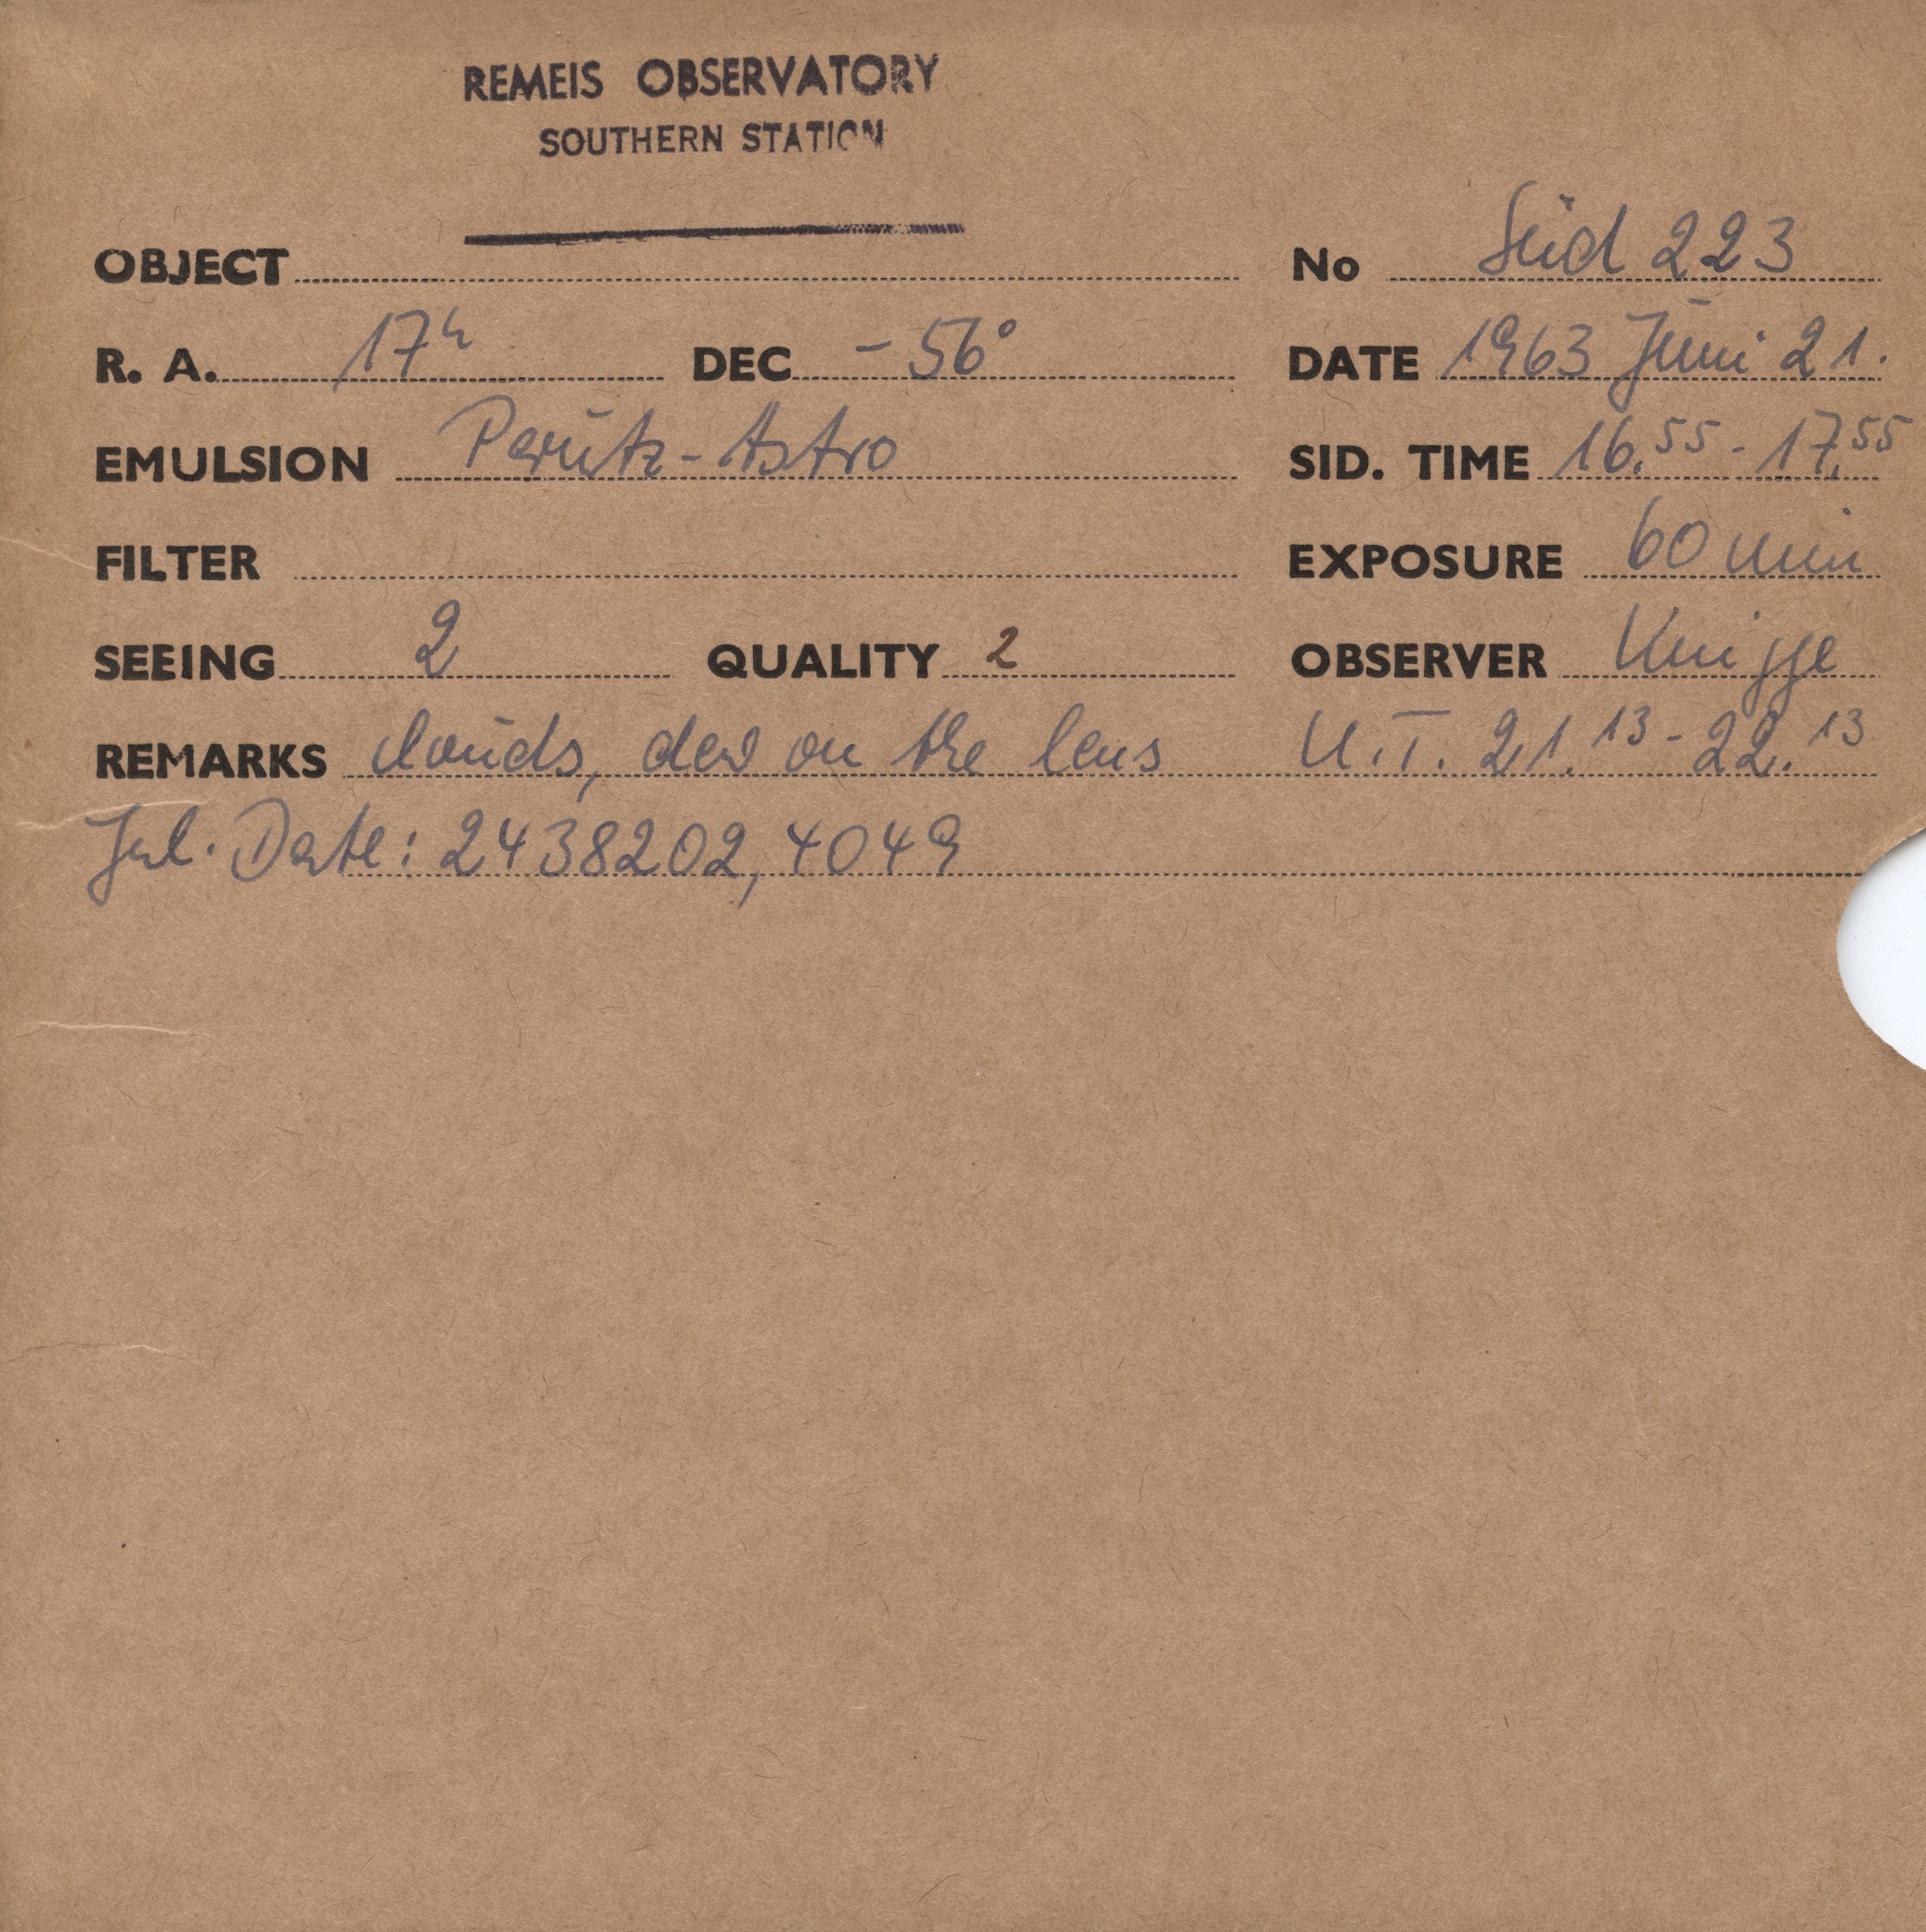 REMEIS OBSERVATORY
SOUTHERN STATION
OBJECT No Süd 223
R. A. 17h DEC -56° DATE 1963 Juni 21.
EMULSION Perutz-Astro SID. TIME 16.55 - 17.55
FILTER EXPOSURE 60 min
SEEING 2 QUALITY 2 OBSERVER Knigge
REMARKS clouds, dew on the lens U.T. 21.13 - 22.13
Jul. Date: 2438202,4049